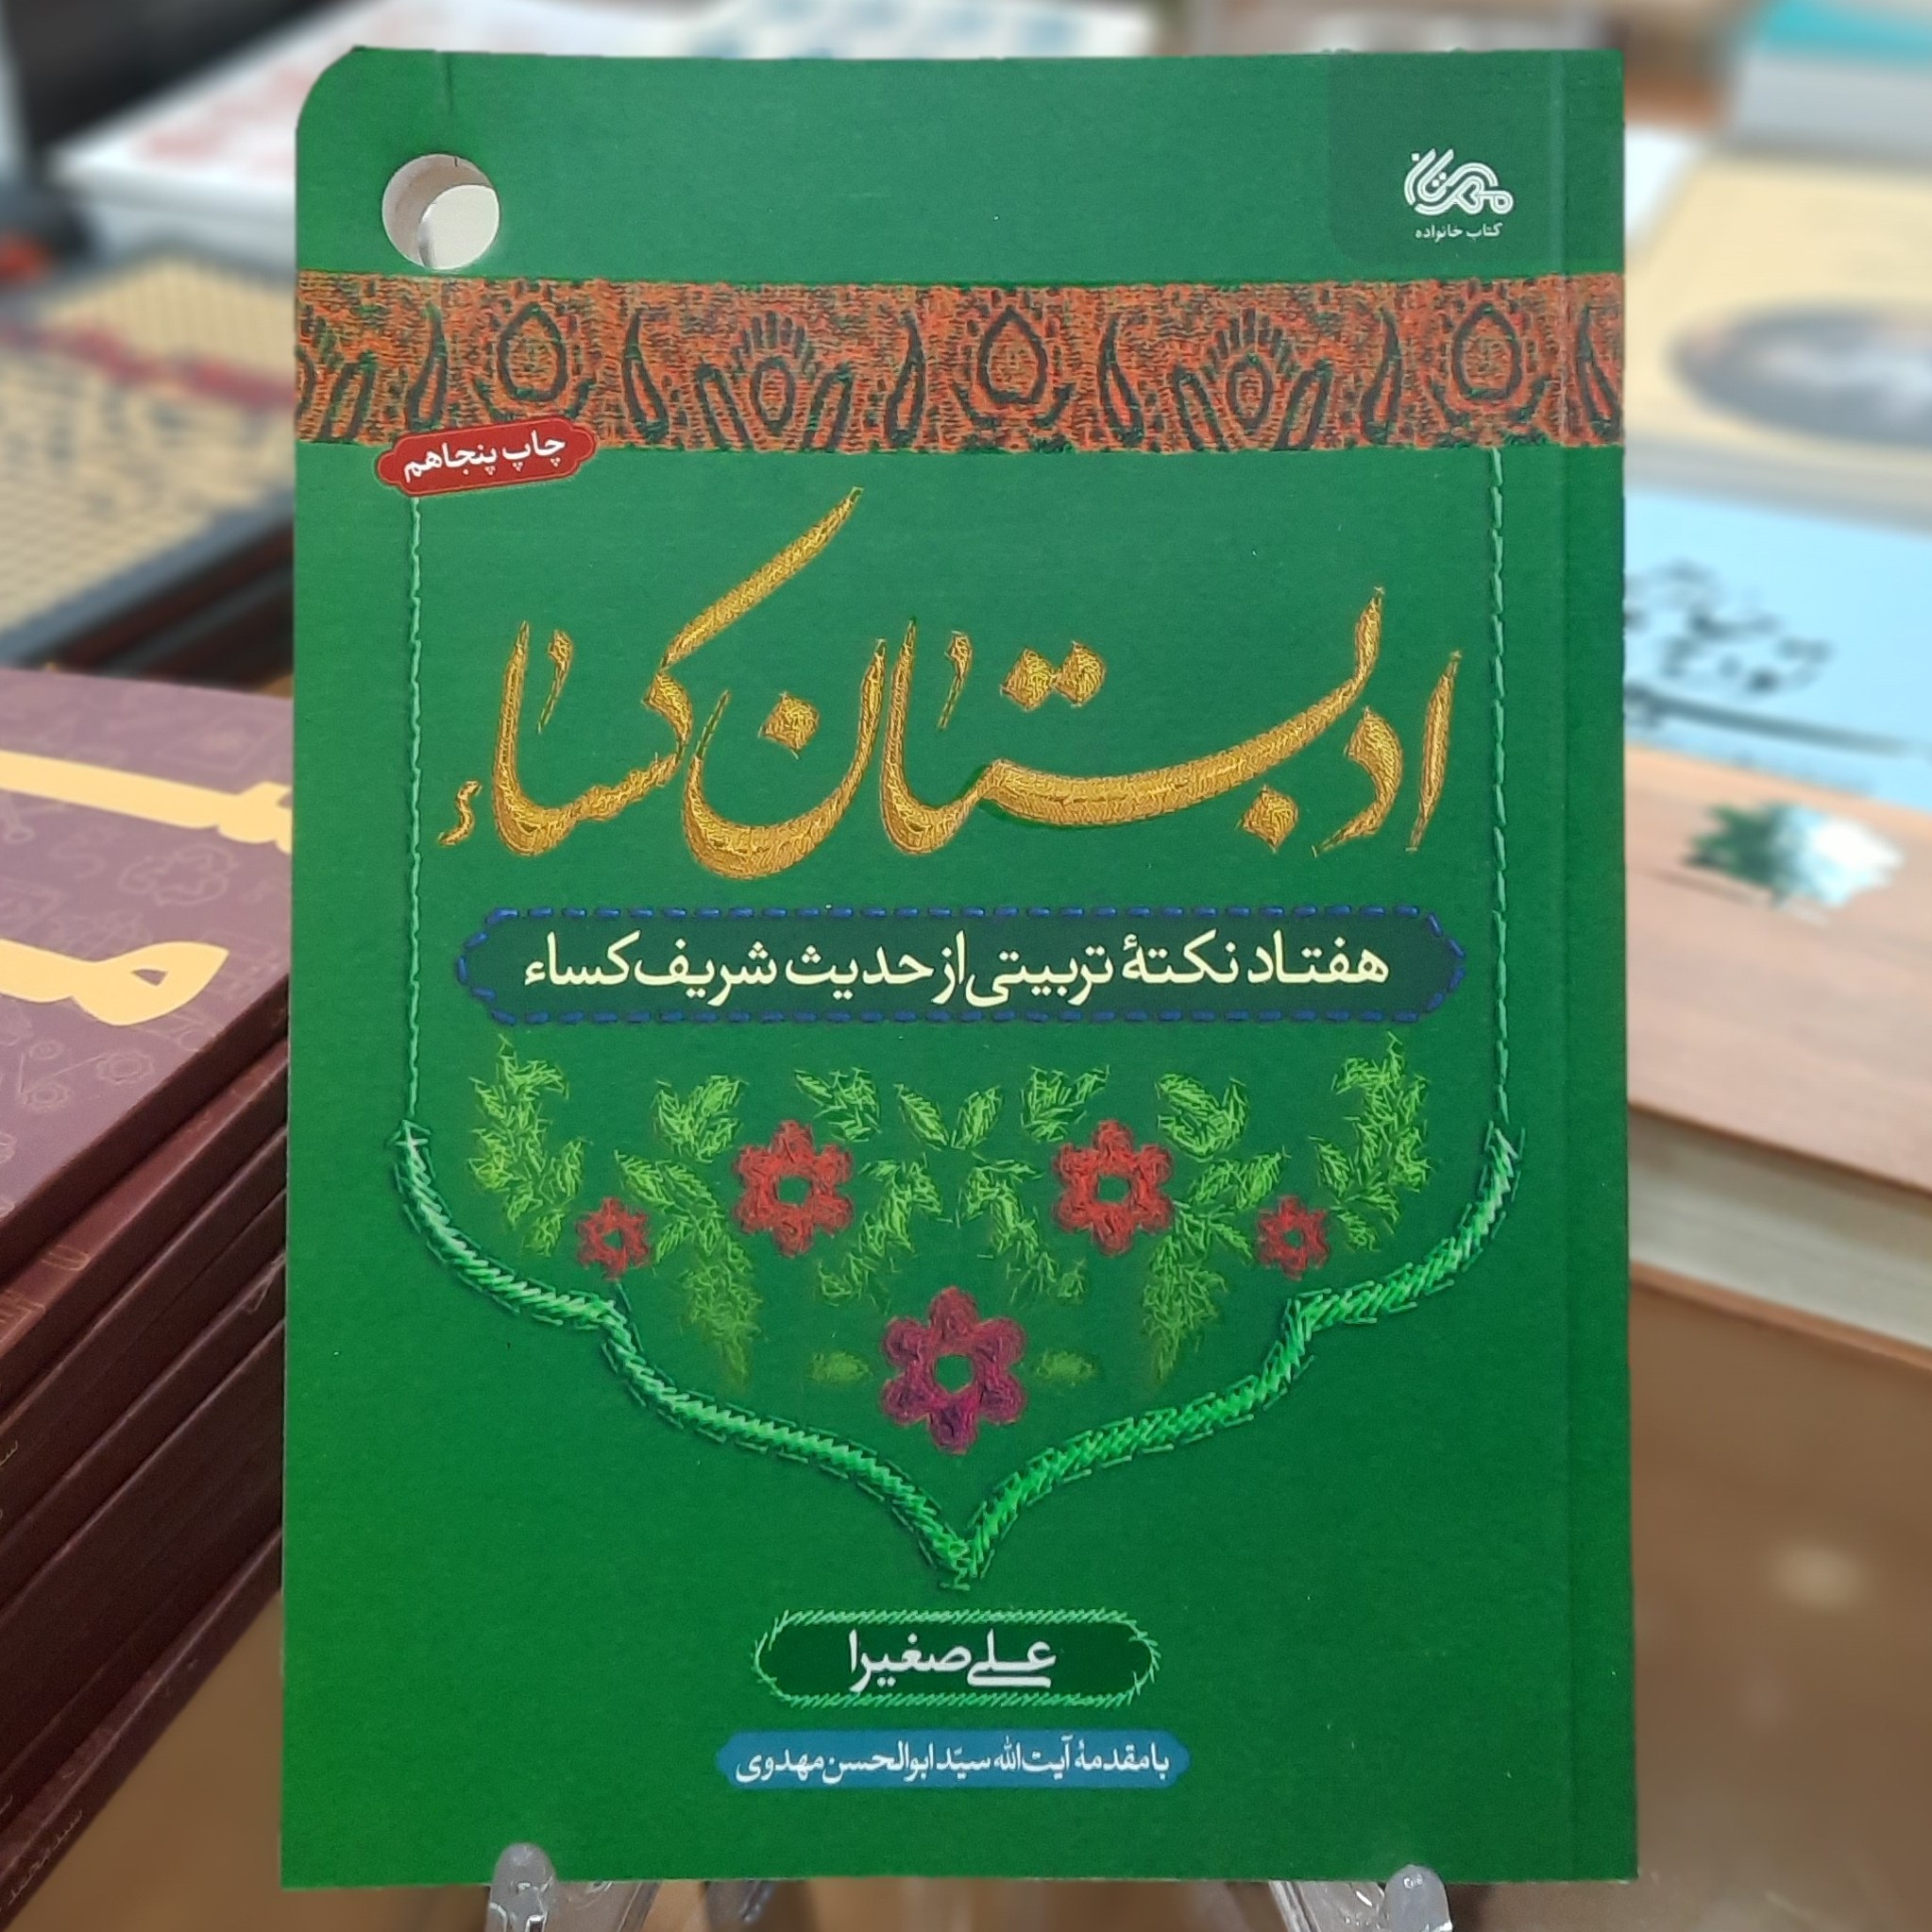 مهرستان
کتاب خانواده
چاپ پنجاهم
ادبستان کساء
هفتاد نکتهٔ تربیتی از حدیث شریف کساء
علی صغیرا
با مقدمهٔ آیت‌الله سیّد ابوالحسن مهدوی